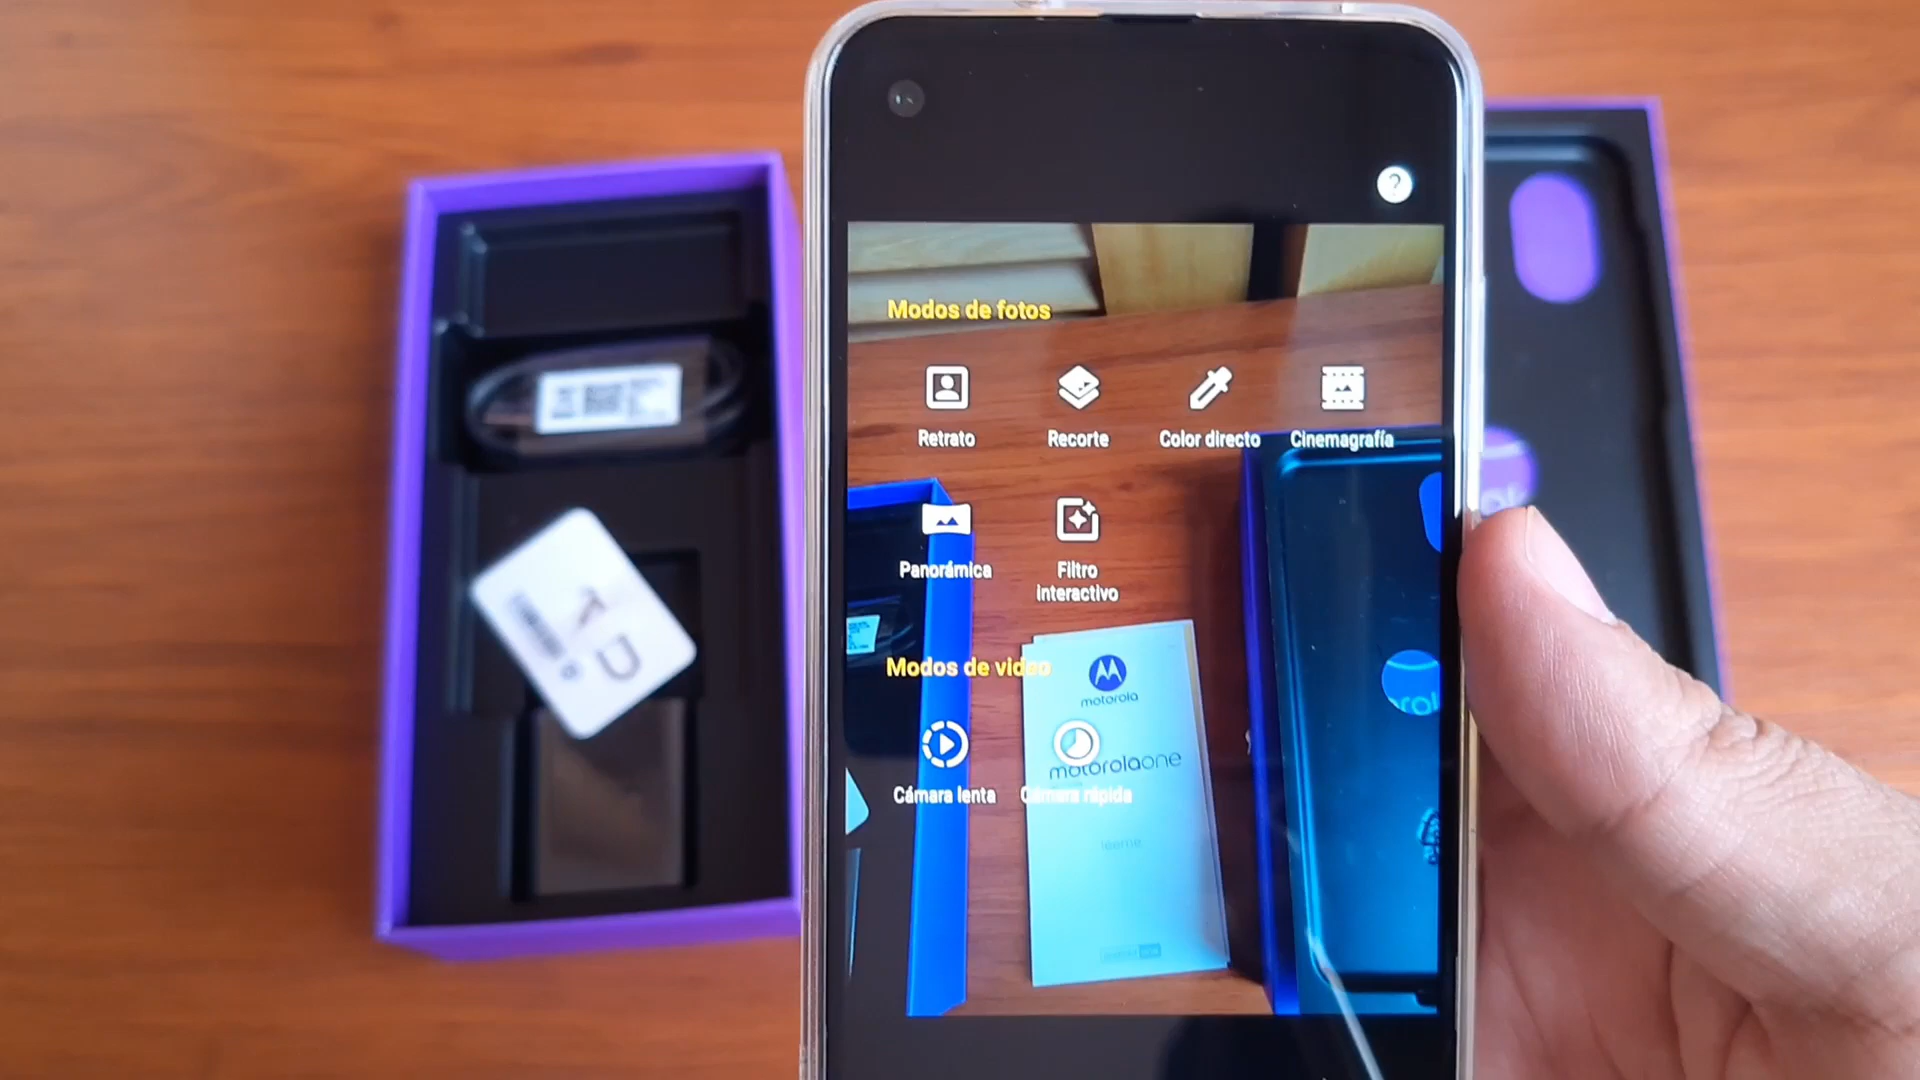 ?
Modos de fotos
Retrato
Recorte
Color directo
Cinemagrafía
Panorámica
Filtro
interactivo
Modos de video
motorola
motorolaone
Cámara lenta
Cámara rápida
leeme